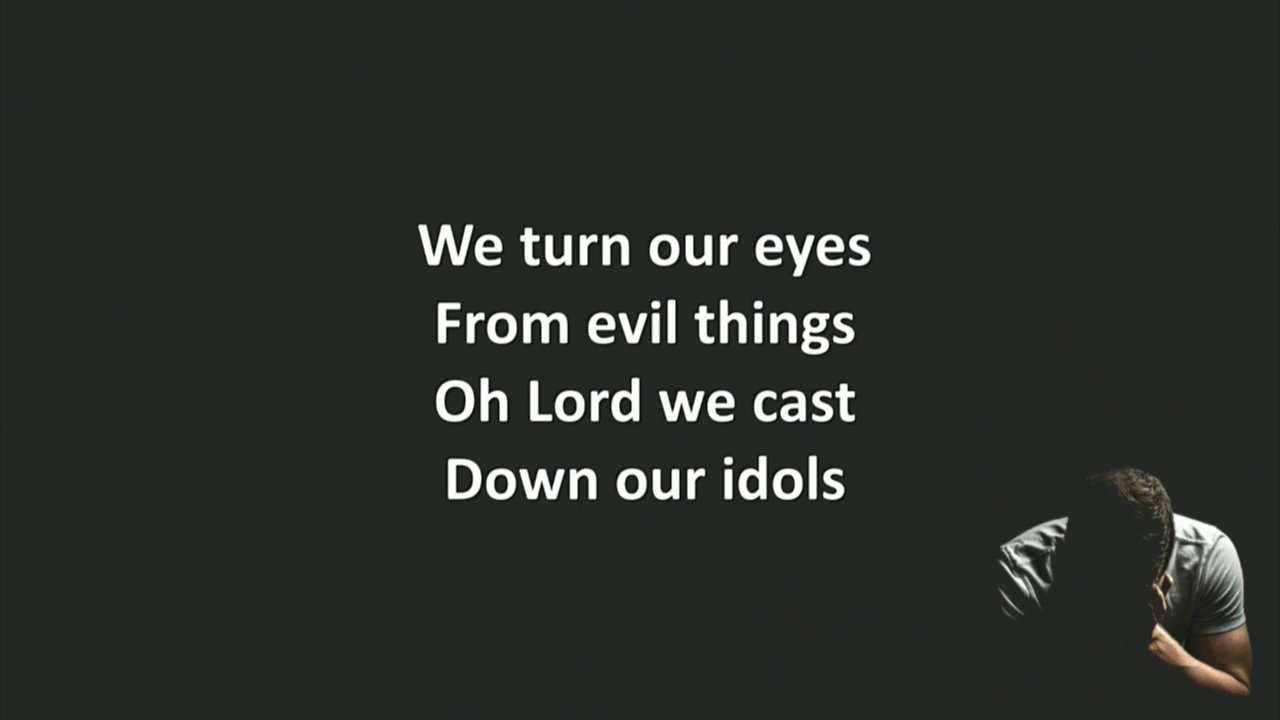 We turn our eyes
From evil things
Oh Lord we cast
Down our idols